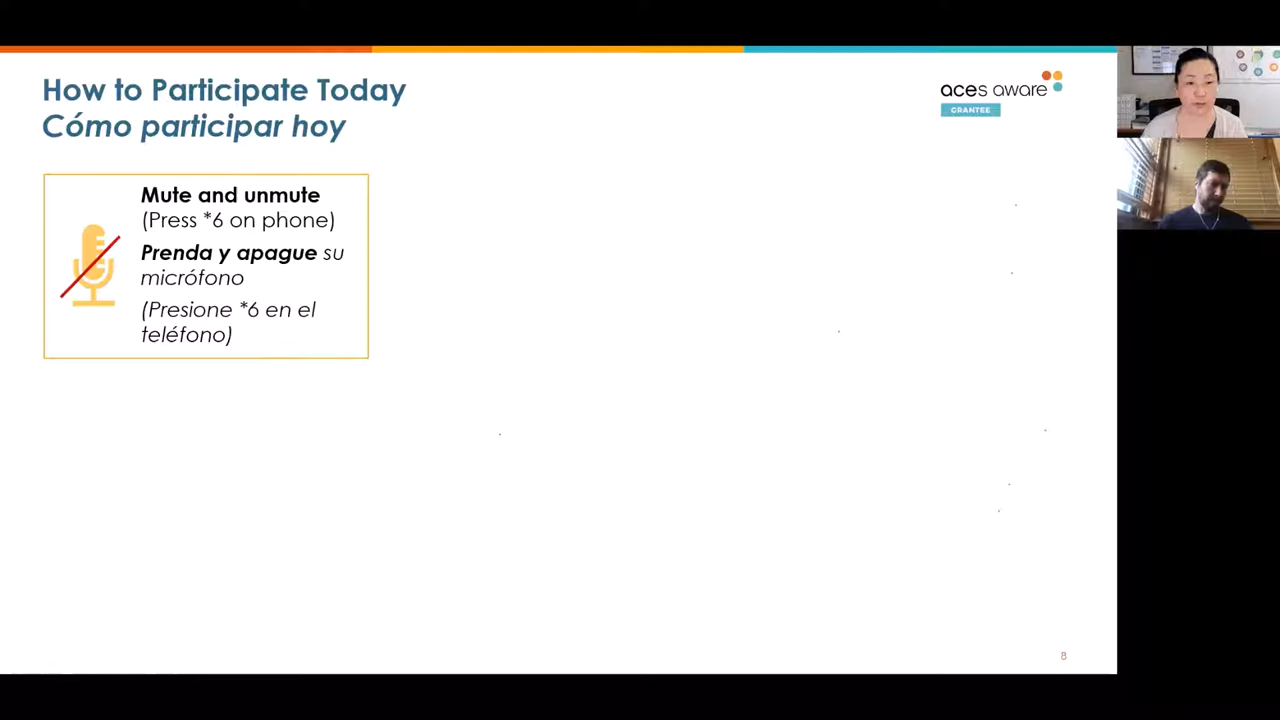 How to Participate Today
Cómo participar hoy
aces aware
GRANTEE
Mute and unmute
(Press *6 on phone)
Prenda y apague su
micrófono
(Presione *6 en el
teléfono)
8